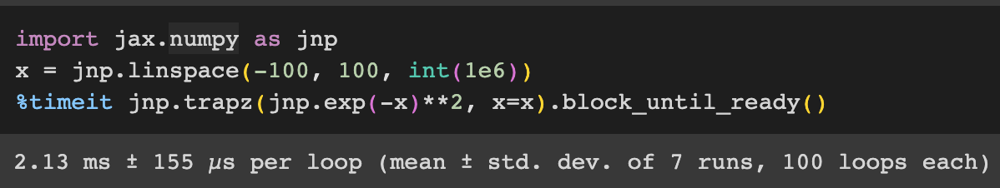 import jax.numpy as jnp
x = jnp.linspace(-100, 100, int(1e6))
%timeit jnp.trapz(jnp.exp(-x)**2, x=x).block_until_ready()
2.13 ms ± 155 µs per loop (mean ± std. dev. of 7 runs, 100 loops each)